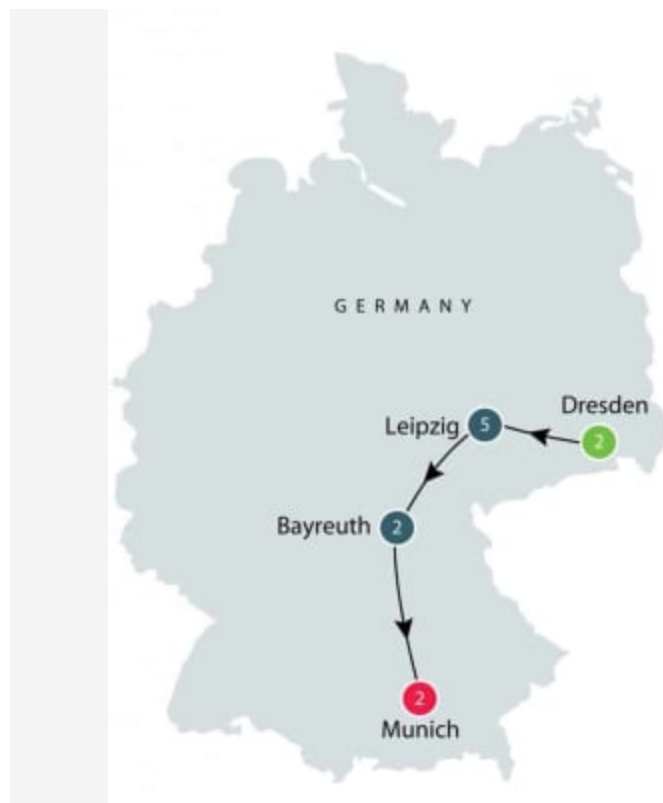 GERMANY
Dresden
Leipzig
5
2
Bayreuth
2
2
Munich